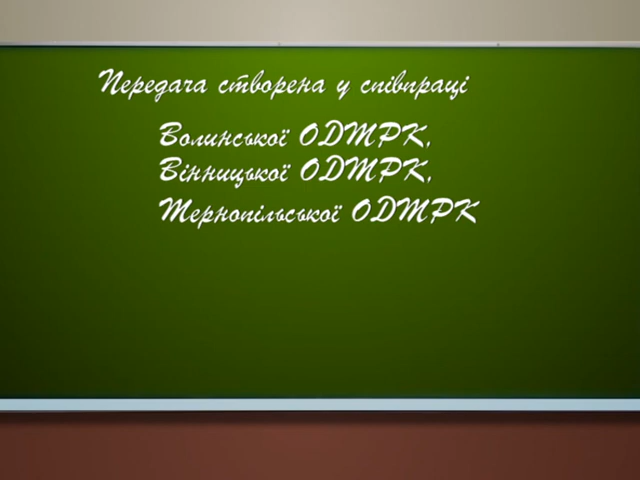 Передача створена у співпраці
Волинської ОДТРК,
Вінницької ОДТРК,
Тернопільської ОДТРК